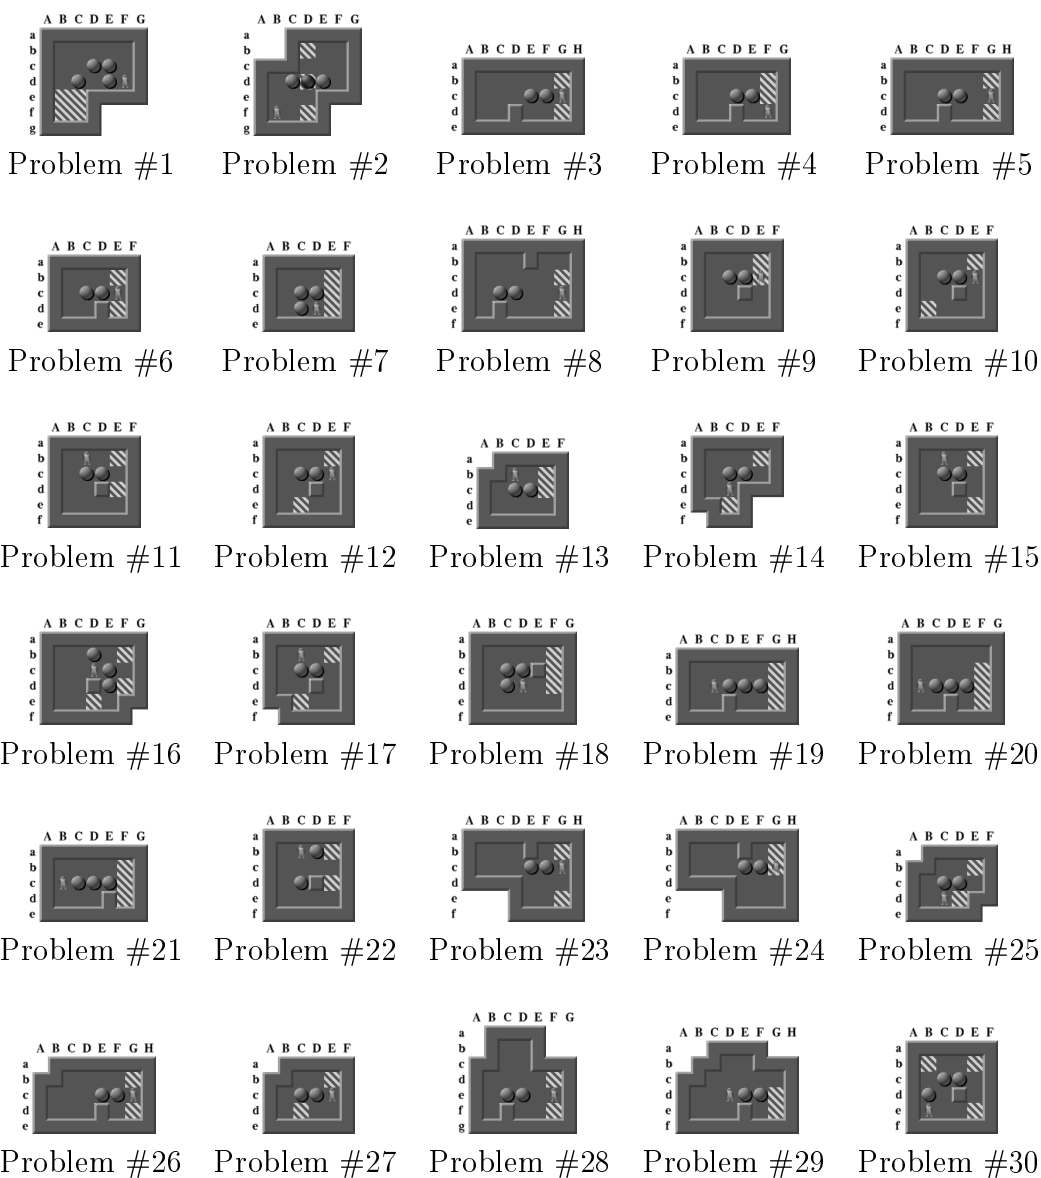 A B C D E F G
a
b
c
d
e
f
g
Problem #1
A B C D E F G
a
b
c
d
e
f
g
Problem #2
A B C D E F G H
a
b
c
d
e
Problem #3
A B C D E F G
a
b
c
d
e
Problem #4
A B C D E F G H
a
b
c
d
e
Problem #5
A B C D E F
a
b
c
d
e
Problem #6
A B C D E F
a
b
c
d
e
Problem #7
A B C D E F G H
a
b
c
d
e
f
Problem #8
A B C D E F
a
b
c
d
e
f
Problem #9
A B C D E F
a
b
c
d
e
f
Problem #10
A B C D E F
a
b
c
d
e
f
Problem #11
A B C D E F
a
b
c
d
e
f
Problem #12
A B C D E F
a
b
c
d
e
Problem #13
A B C D E F
a
b
c
d
e
f
Problem #14
A B C D E F
a
b
c
d
e
f
Problem #15
A B C D E F G
a
b
c
d
e
f
Problem #16
A B C D E F
a
b
c
d
e
f
Problem #17
A B C D E F G
a
b
c
d
e
f
Problem #18
A B C D E F G H
a
b
c
d
e
Problem #19
A B C D E F G
a
b
c
d
e
f
Problem #20
A B C D E F G
a
b
c
d
e
Problem #21
A B C D E F
a
b
c
d
e
f
Problem #22
A B C D E F G H
a
b
c
d
e
f
Problem #23
A B C D E F G H
a
b
c
d
e
f
Problem #24
A B C D E F
a
b
c
d
e
Problem #25
A B C D E F G H
a
b
c
d
e
Problem #26
A B C D E F
a
b
c
d
e
Problem #27
A B C D E F G
a
b
c
d
e
f
g
Problem #28
A B C D E F G H
a
b
c
d
e
f
Problem #29
A B C D E F
a
b
c
d
e
f
Problem #30